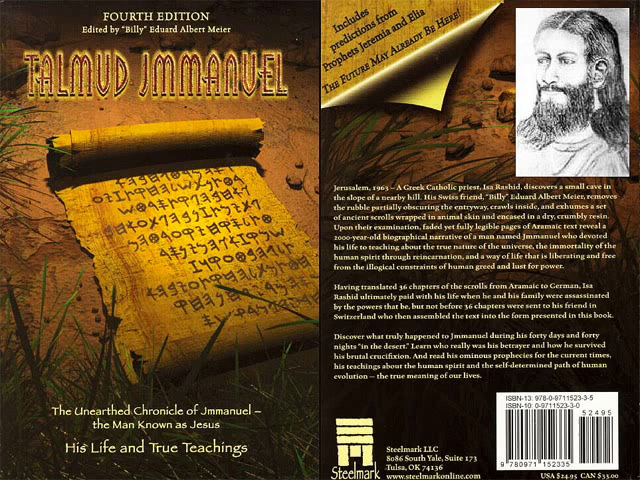 FOURTH EDITION
Edited by "Billy" Eduard Albert Meier
TALMUD JMMANUEL
The Unearthed Chronicle of Jmmanuel –
the Man Known as Jesus
His Life and True Teachings
Includes
predictions from
Prophets Jeremia and Elia
THE FUTURE MAY ALREADY BE HERE!
Jerusalem, 1963 – A Greek Catholic priest, Isa Rashid, discovers a small cave in
the slope of a nearby hill. His Swiss friend, "Billy" Eduard Albert Meier, removes
the rubble partially obscuring the entryway, crawls inside, and exhumes a set
of ancient scrolls wrapped in animal skin and encased in a dry, crumbly resin.
Upon their examination, faded yet fully legible pages of Aramaic text reveal a
2000-year-old biographical narrative of a man named Jmmanuel who devoted
his life to teaching about the true nature of the universe, the immortality of the
human spirit through reincarnation, and a way of life that is liberating and free
from the illogical constraints of human greed and lust for power.
Having translated 36 chapters of the scrolls from Aramaic to German, Isa
Rashid ultimately paid with his life when he and his family were assassinated
by the powers that be, but not before 36 chapters were sent to his friend in
Switzerland who then assembled the text into the form presented in this book.
Discover what truly happened to Jmmanuel during his forty days and forty
nights "in the desert." Learn who really was his betrayer and how he survived
his brutal crucifixion. And read his ominous prophecies for the current times,
his teachings about the human spirit and the self-determined path of human
evolution – the true meaning of our lives.
Steelmark
Steelmark LLC
8086 South Yale, Suite 173
Tulsa, OK 74136
www.steelmarkonline.com
ISBN-13: 978-0-9711523-3-5
ISBN-10: 0-9711523-3-0
52495
9 780971 152335
USA $24.95 CAN $33.00